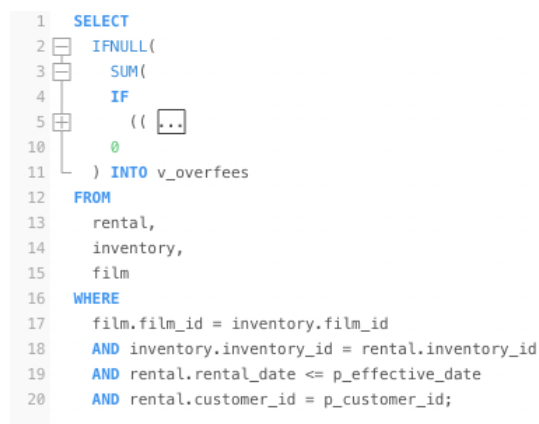 1 SELECT
2 IFNULL(
3 SUM(
4 IF
5 (( ...
10 0
11 ) INTO v_overfees
12 FROM
13 rental,
14 inventory,
15 film
16 WHERE
17 film.film_id = inventory.film_id
18 AND inventory.inventory_id = rental.inventory_id
19 AND rental.rental_date <= p_effective_date
20 AND rental.customer_id = p_customer_id;